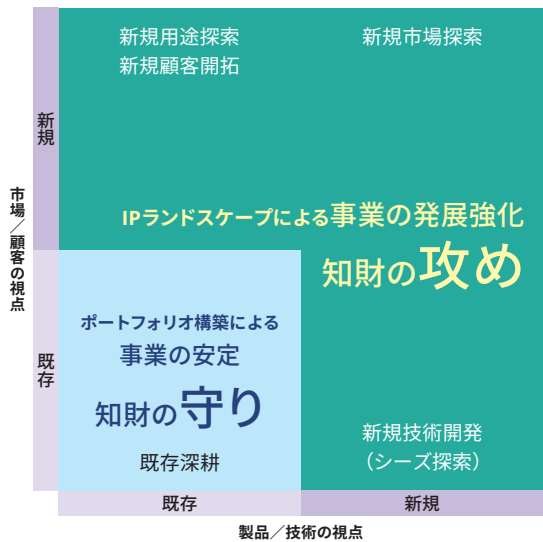 新規用途探索
新規顧客開拓
新規市場探索
新規
市場／顧客の視点
IPランドスケープによる事業の発展強化
知財の攻め
ポートフォリオ構築による
事業の安定
知財の守り
既存深耕
既存
新規技術開発
（シーズ探索）
既存
新規
製品／技術の視点